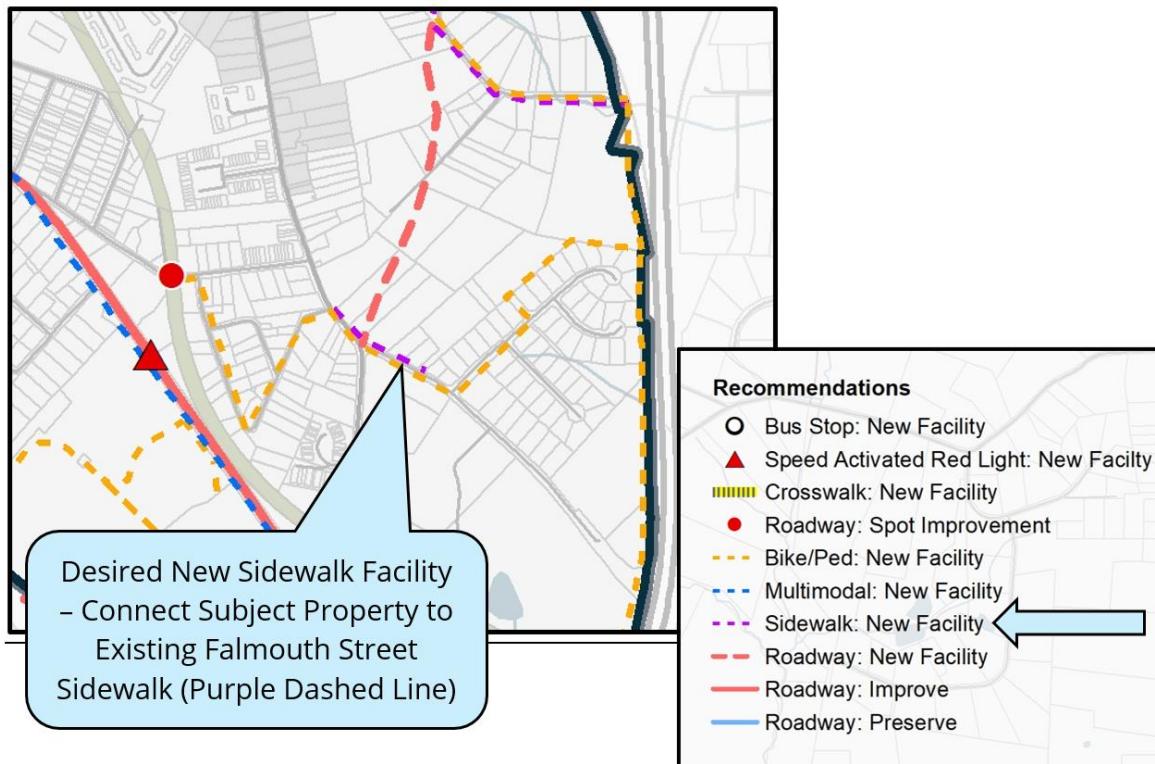 Desired New Sidewalk Facility
– Connect Subject Property to
Existing Falmouth Street
Sidewalk (Purple Dashed Line)
Recommendations
Bus Stop: New Facility
Speed Activated Red Light: New Facilty
Crosswalk: New Facility
Roadway: Spot Improvement
Bike/Ped: New Facility
Multimodal: New Facility
Sidewalk: New Facility
Roadway: New Facility
Roadway: Improve
Roadway: Preserve